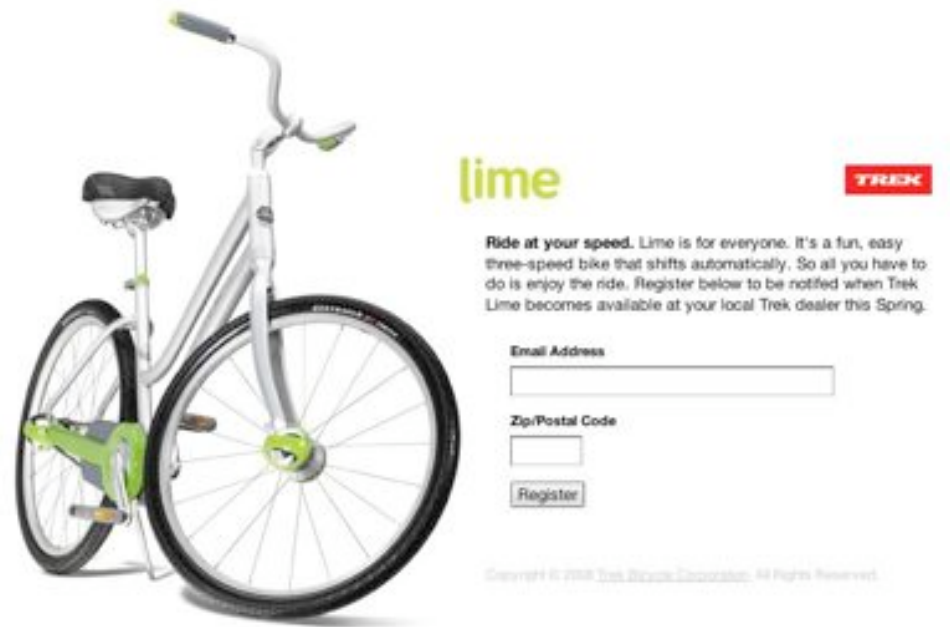 lime
TREK
Ride at your speed. Lime is for everyone. It's a fun, easy
three-speed bike that shifts automatically. So all you have to
do is enjoy the ride. Register below to be notifed when Trek
Lime becomes available at your local Trek dealer this Spring.
Email Address
Zip/Postal Code
Register
Copyright © Trek Bicycle Corporation. All Rights Reserved.